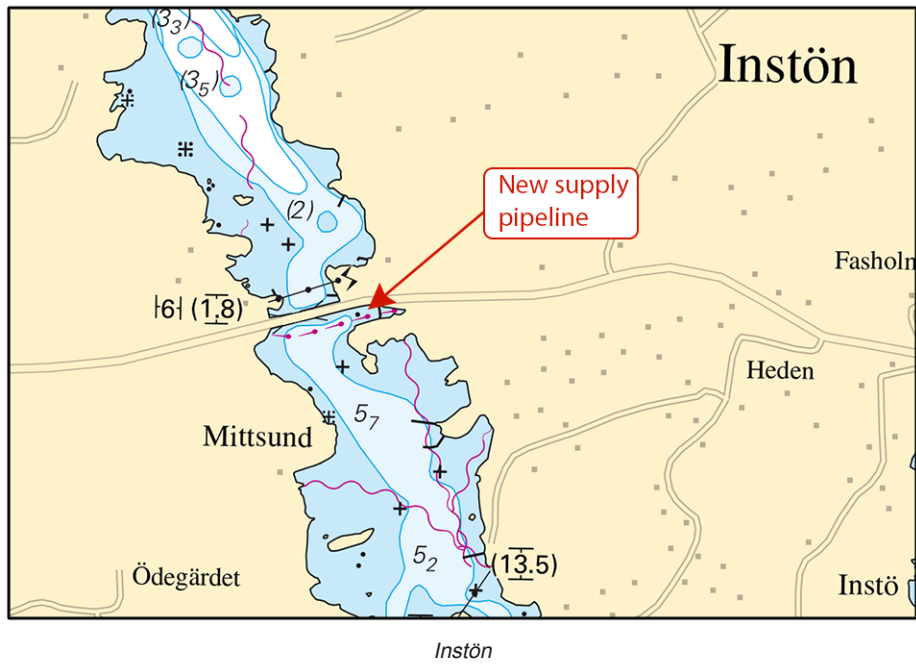 (3₃)
Instön
(3₅)
New supply
pipeline
(2)
Fasholm
├6┤ (1.8)
Heden
5₇
Mittsund
5₂
(13.5)
Ödegärdet
Instö
Instön